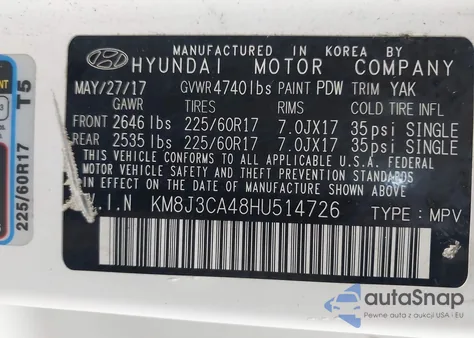 MANUFACTURED IN KOREA BY
HYUNDAI MOTOR COMPANY
MAY/27/17 GVWR 4740lbs PAINT PDW TRIM YAK
GAWR TIRES RIMS COLD TIRE INFL
FRONT 2646 lbs 225/60R17 7.0JX17 35psi SINGLE
REAR 2535 lbs 225/60R17 7.0JX17 35psi SINGLE
THIS VEHICLE CONFORMS TO ALL APPLICABLE U.S.A. FEDERAL
MOTOR VEHICLE SAFETY, BUMPER, AND THEFT PREVENTION
STANDARDS IN EFFECT ON THE DATE OF MANUFACTURE
SHOWN ABOVE.
V.I.N KM8J3CA48HU514726 TYPE : MPV
225/60R17
T5
3
autoSnap
Pewne auta z aukcji USA - EU